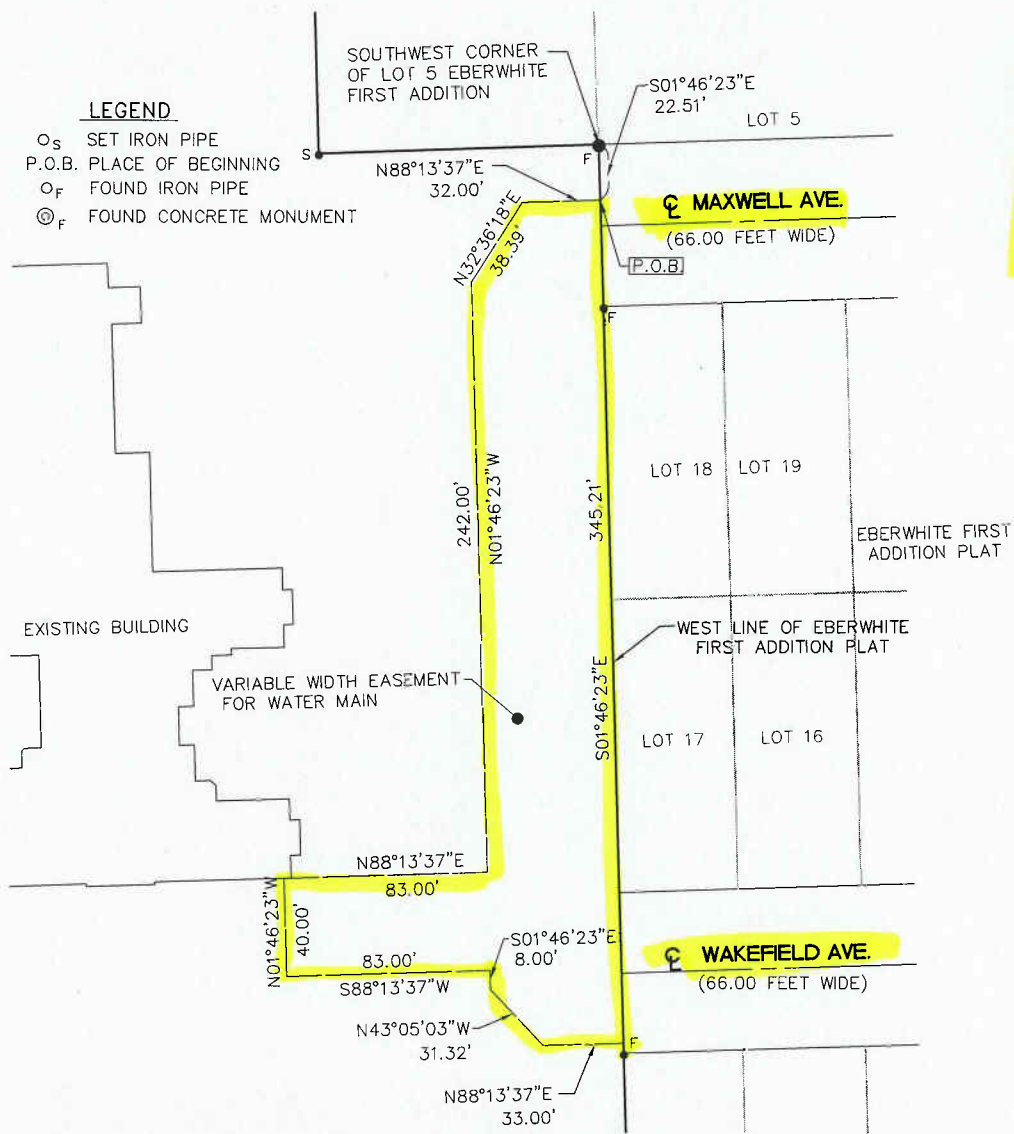 SOUTHWEST CORNER
OF LOT 5 EBERWHITE
FIRST ADDITION
S01°46'23"E
22.51'
LOT 5
LEGEND
S SET IRON PIPE
P.O.B. PLACE OF BEGINNING
F FOUND IRON PIPE
F FOUND CONCRETE MONUMENT
S
F
N88°13'37"E
32.00'
N32°36'18"E
38.39'
℄ MAXWELL AVE.
(66.00 FEET WIDE)
P.O.B.
F
LOT 18
LOT 19
242.00'
N01°46'23"W
345.21'
S01°46'23"E
EBERWHITE FIRST
ADDITION PLAT
EXISTING BUILDING
WEST LINE OF EBERWHITE
FIRST ADDITION PLAT
VARIABLE WIDTH EASEMENT
FOR WATER MAIN
LOT 17
LOT 16
N88°13'37"E
83.00'
N01°46'23"W
40.00'
83.00'
S88°13'37"W
S01°46'23"E
8.00'
℄ WAKEFIELD AVE.
(66.00 FEET WIDE)
N43°05'03"W
31.32'
F
N88°13'37"E
33.00'